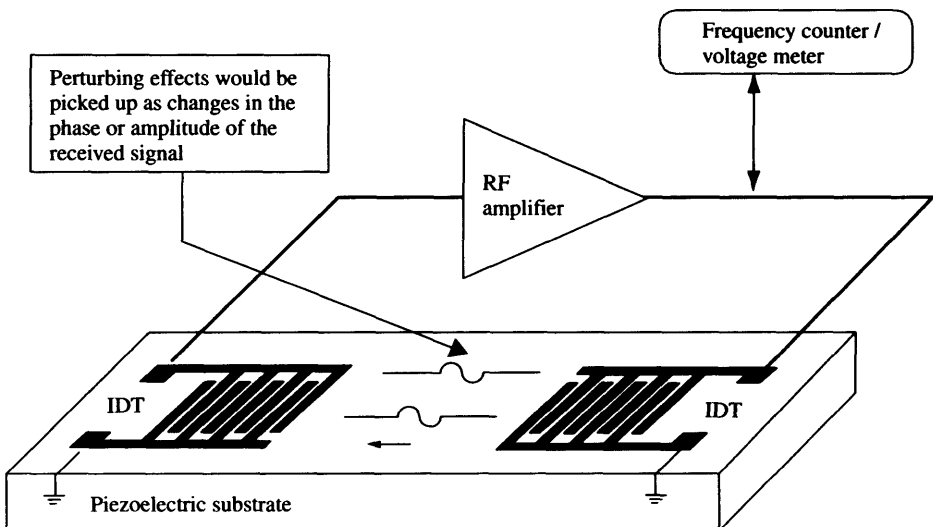 Frequency counter /
voltage meter
Perturbing effects would be
picked up as changes in the
phase or amplitude of the
received signal
RF
amplifier
IDT
IDT
Piezoelectric substrate